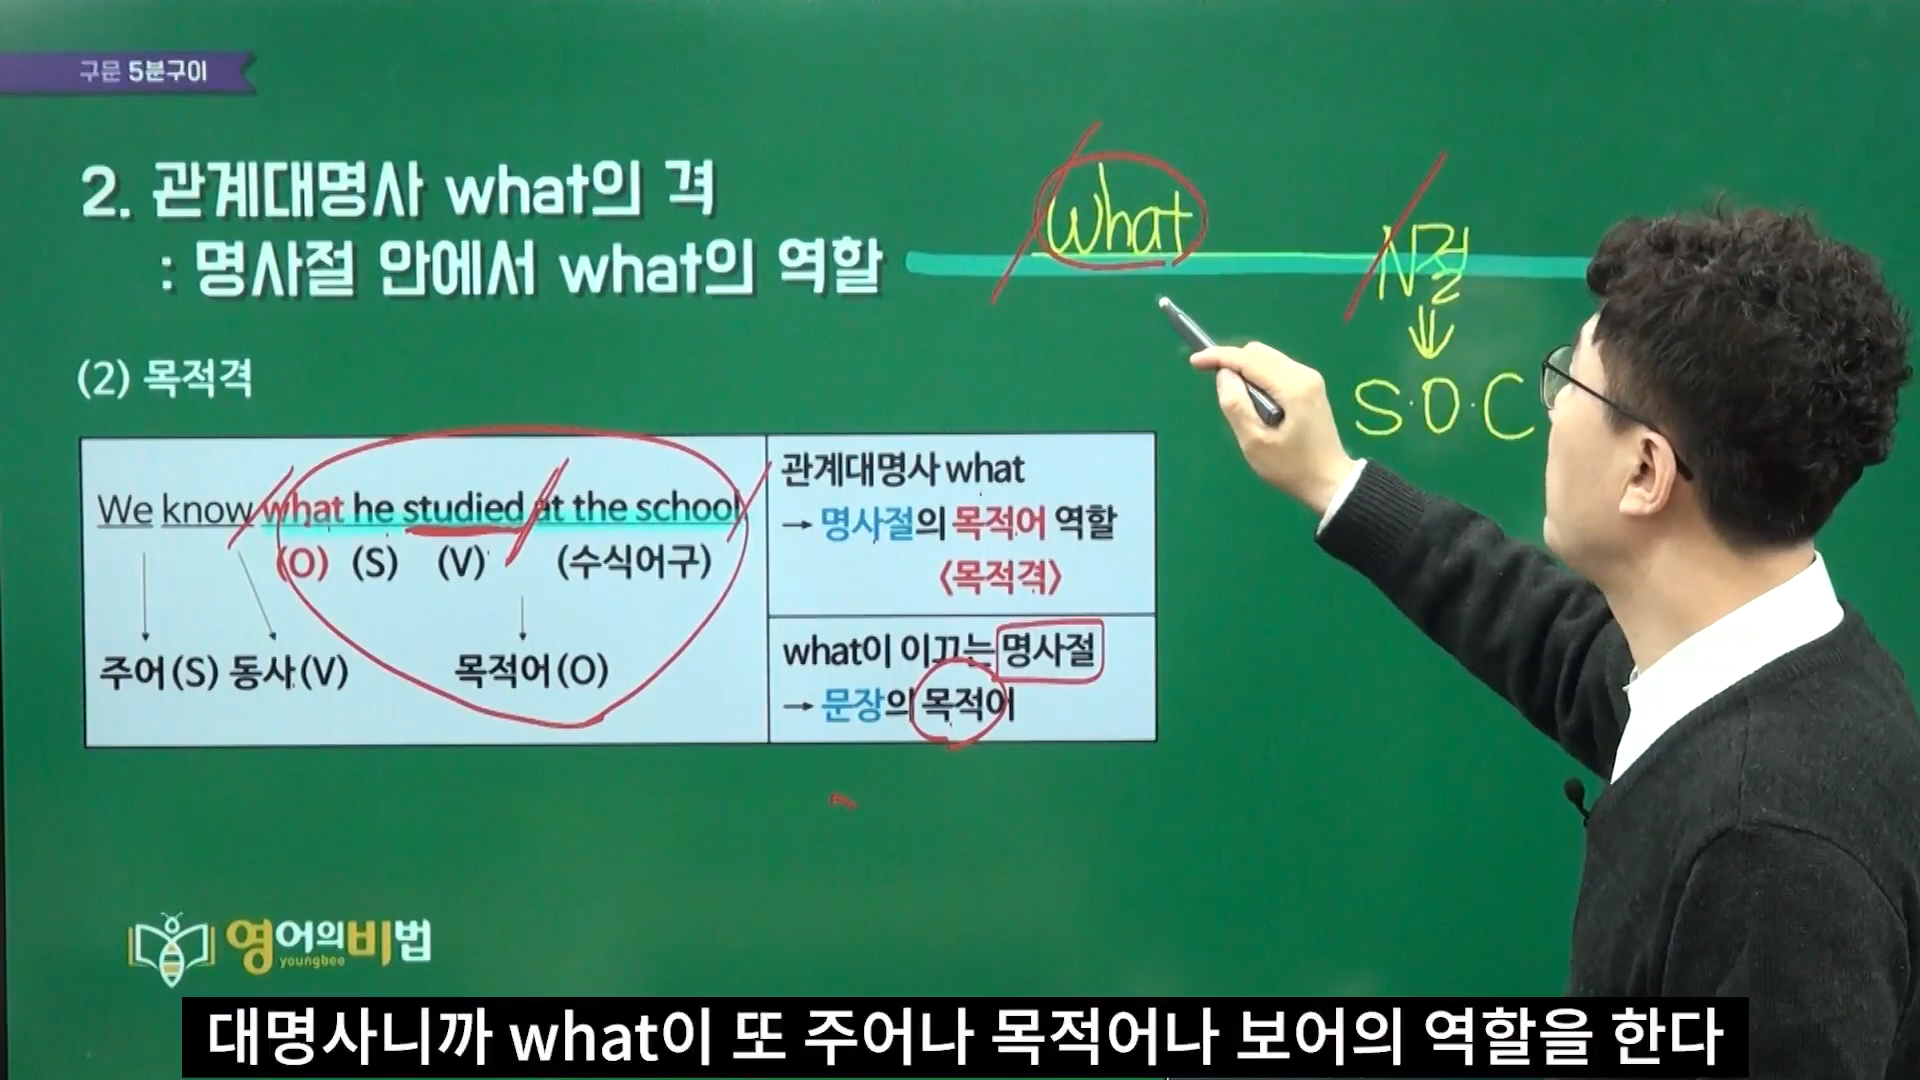 구문 5분구이
2. 관계대명사 what의 격
: 명사절 안에서 what의 역할
what
N절
S·O·C
(2) 목적격
We know what he studied at the school
(O) (S) (V) (수식어구)
주어(S) 동사(V) 목적어(O)
관계대명사 what
→ 명사절의 목적어 역할
<목적격>
what이 이끄는 명사절
→ 문장의 목적어
영어의비법
youngbee
대명사니까 what이 또 주어나 목적어나 보어의 역할을 한다